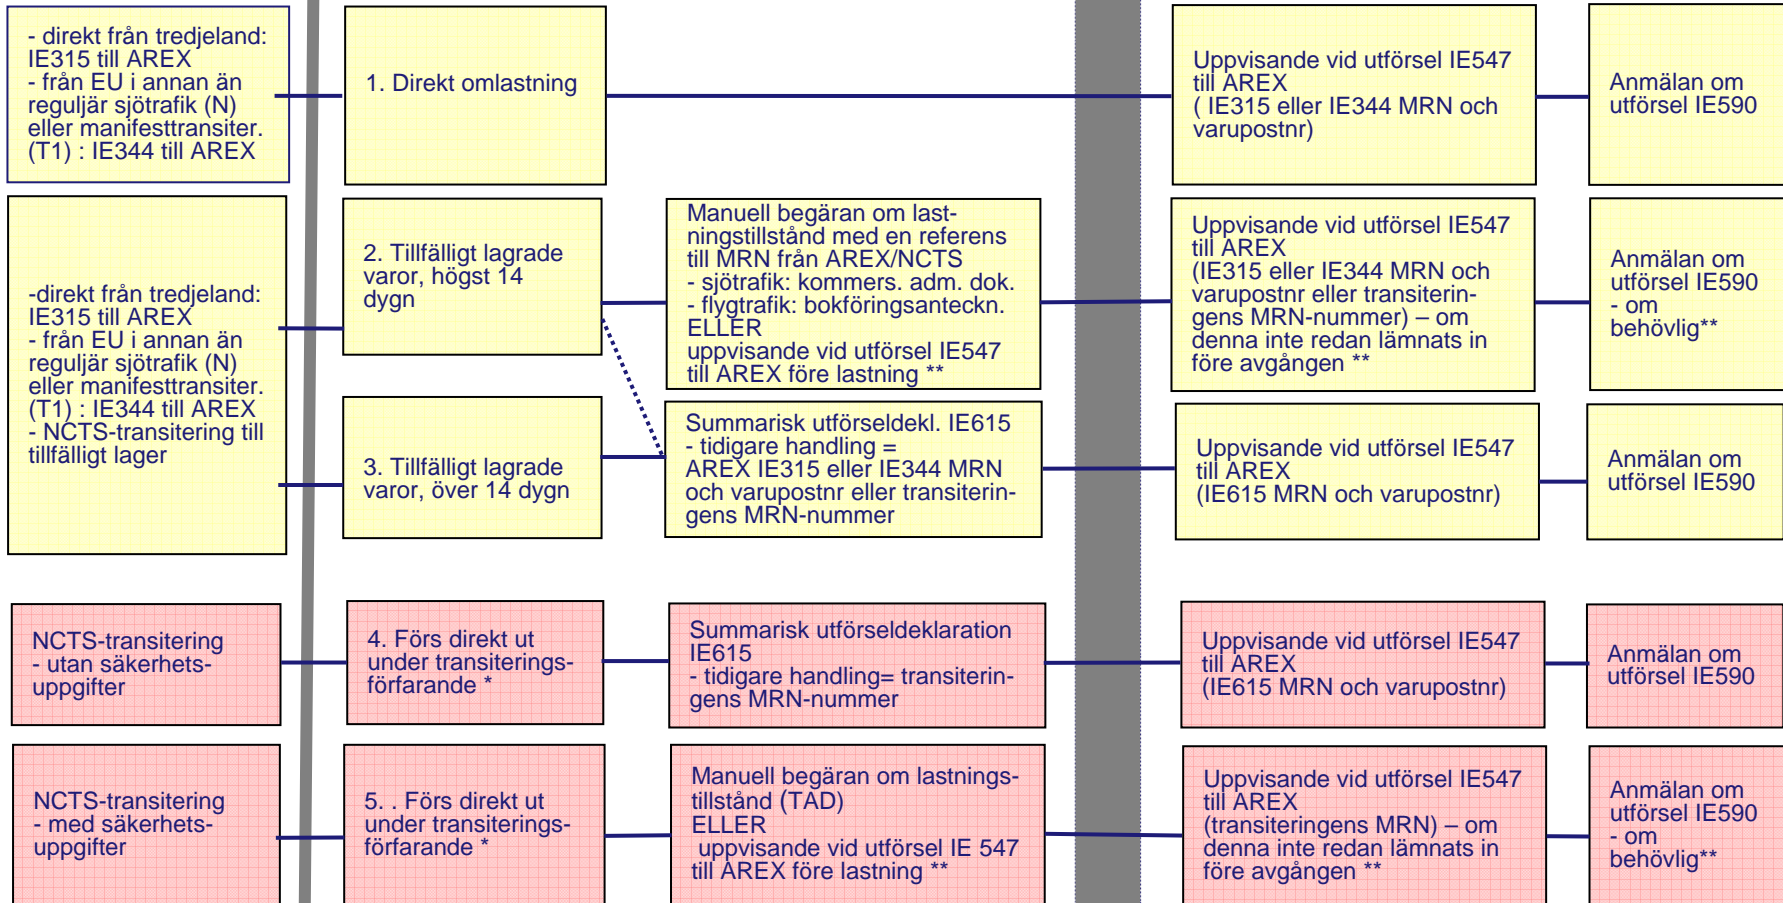 - direkt från tredjeland:
IE315 till AREX
- från EU i annan än
reguljär sjötrafik (N)
eller manifesttransiter.
(T1) : IE344 till AREX
1. Direkt omlastning
Uppvisande vid utförsel IE547
till AREX
( IE315 eller IE344 MRN och
varupostnr)
Anmälan om
utförsel IE590
-direkt från tredjeland:
IE315 till AREX
- från EU i annan än
reguljär sjötrafik (N)
eller manifesttransiter.
(T1) : IE344 till AREX
- NCTS-transitering till
tillfälligt lager
2. Tillfälligt lagrade
varor, högst 14
dygn
Manuell begäran om last-
ningstillstånd med en referens
till MRN från AREX/NCTS
- sjötrafik: kommers. adm. dok.
- flygtrafik: bokföringsanteckn.
ELLER
uppvisande vid utförsel IE547
till AREX före lastning **
Uppvisande vid utförsel IE547
till AREX
(IE315 eller IE344 MRN och
varupostnr eller transiterin-
gens MRN-nummer) – om
denna inte redan lämnats in
före avgången **
Anmälan om
utförsel IE590
- om
behövlig**
3. Tillfälligt lagrade
varor, över 14 dygn
Summarisk utförseldekl. IE615
- tidigare handling =
AREX IE315 eller IE344 MRN
och varupostnr eller transiterin-
gens MRN-nummer
Uppvisande vid utförsel IE547
till AREX
(IE615 MRN och varupostnr)
Anmälan om
utförsel IE590
NCTS-transitering
- utan säkerhets-
uppgifter
4. Förs direkt ut
under transiterings-
förfarande *
Summarisk utförseldeklaration
IE615
- tidigare handling= transiterin-
gens MRN-nummer
Uppvisande vid utförsel IE547
till AREX
(IE615 MRN och varupostnr)
Anmälan om
utförsel IE590
NCTS-transitering
- med säkerhets-
uppgifter
5. . Förs direkt ut
under transiterings-
förfarande *
Manuell begäran om lastnings-
tillstånd (TAD)
ELLER
uppvisande vid utförsel IE 547
till AREX före lastning **
Uppvisande vid utförsel IE547
till AREX
(transiteringens MRN) – om
denna inte redan lämnats in
före avgången **
Anmälan om
utförsel IE590
- om
behövlig**